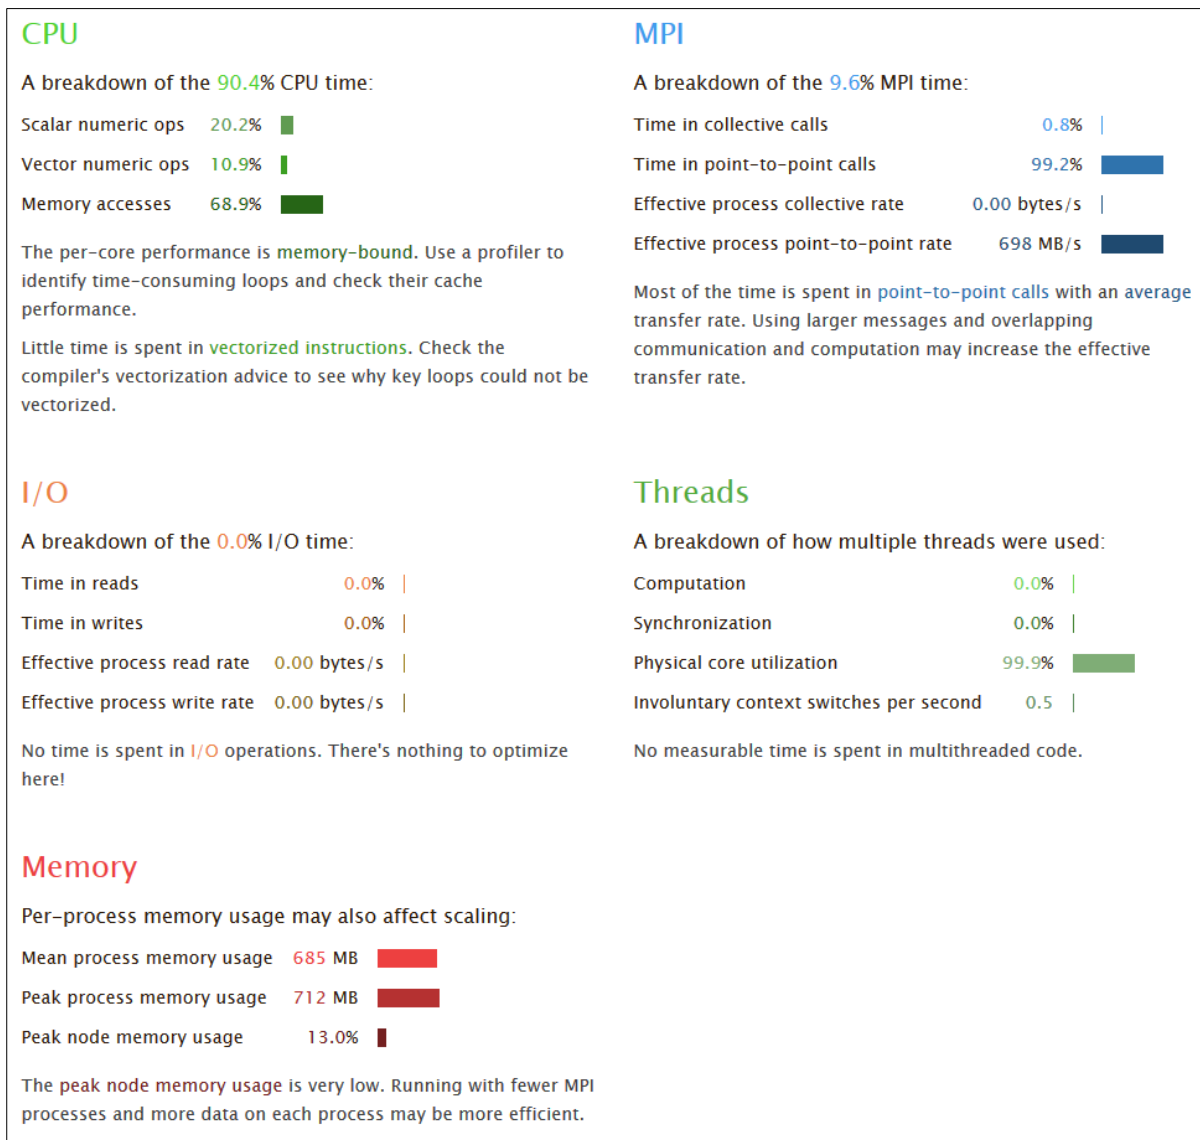 CPU
A breakdown of the 90.4% CPU time:
Scalar numeric ops 20.2%
Vector numeric ops 10.9%
Memory accesses 68.9%
The per-core performance is memory-bound. Use a profiler to
identify time-consuming loops and check their cache
performance.
Little time is spent in vectorized instructions. Check the
compiler's vectorization advice to see why key loops could not be
vectorized.
MPI
A breakdown of the 9.6% MPI time:
Time in collective calls 0.8%
Time in point-to-point calls 99.2%
Effective process collective rate 0.00 bytes/s
Effective process point-to-point rate 698 MB/s
Most of the time is spent in point-to-point calls with an average
transfer rate. Using larger messages and overlapping
communication and computation may increase the effective
transfer rate.
I/O
A breakdown of the 0.0% I/O time:
Time in reads 0.0%
Time in writes 0.0%
Effective process read rate 0.00 bytes/s
Effective process write rate 0.00 bytes/s
No time is spent in I/O operations. There's nothing to optimize
here!
Threads
A breakdown of how multiple threads were used:
Computation 0.0%
Synchronization 0.0%
Physical core utilization 99.9%
Involuntary context switches per second 0.5
No measurable time is spent in multithreaded code.
Memory
Per-process memory usage may also affect scaling:
Mean process memory usage 685 MB
Peak process memory usage 712 MB
Peak node memory usage 13.0%
The peak node memory usage is very low. Running with fewer MPI
processes and more data on each process may be more efficient.